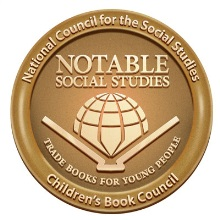 National Council for the Social Studies
NOTABLE
SOCIAL STUDIES
TRADE BOOKS FOR YOUNG PEOPLE
Children's Book Council